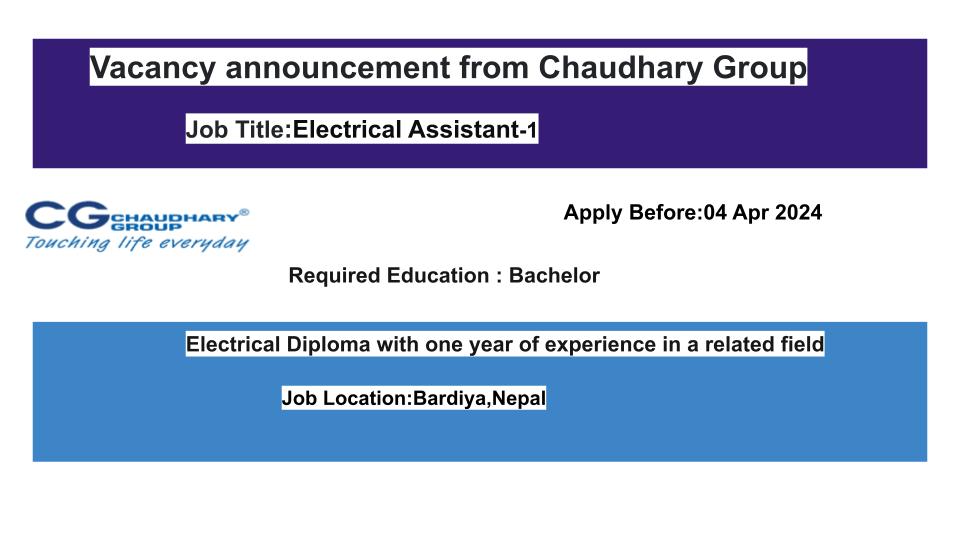 Vacancy announcement from Chaudhary Group
Job Title:Electrical Assistant-1
CG CHAUDHARY GROUP®
Touching life everyday
Apply Before:04 Apr 2024
Required Education : Bachelor
Electrical Diploma with one year of experience in a related field
Job Location:Bardiya,Nepal